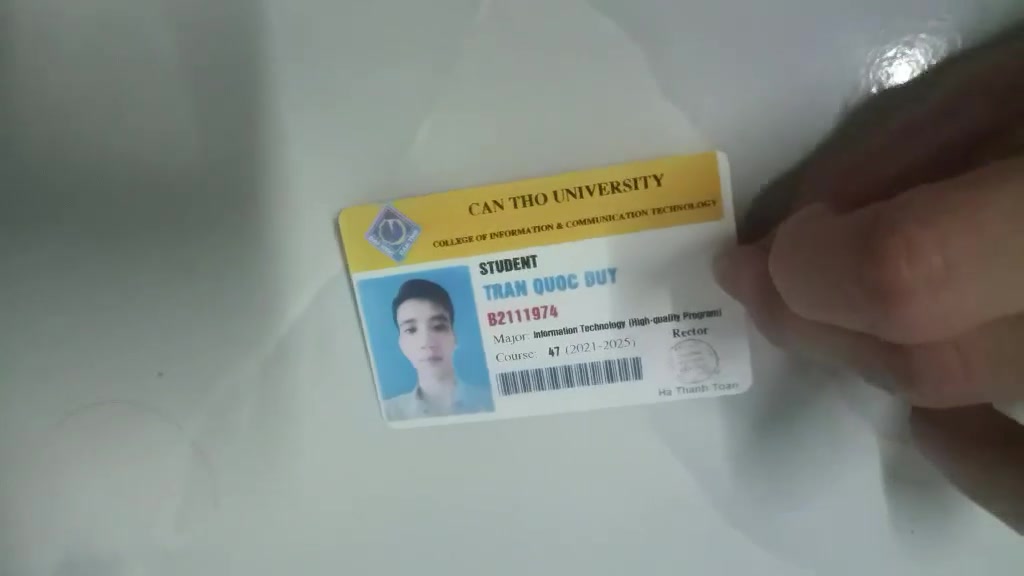 CAN THO UNIVERSITY
COLLEGE OF INFORMATION & COMMUNICATION TECHNOLOGY
STUDENT
TRAN QUOC DUY
B2111974
Major: Information Technology (High-quality Program)
Course: 47 (2021-2025)
Rector
Ha Thanh Toan